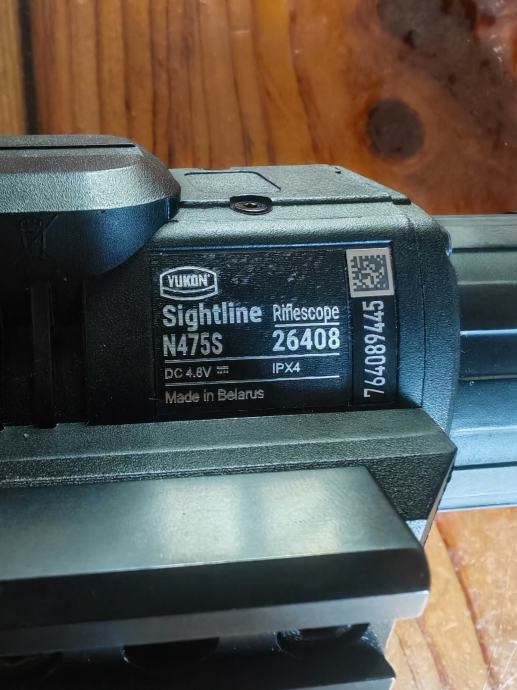 YUKON
Sightline Riflescope
N475S 26408
DC 4.8V ⎓ IPX4
Made in Belarus
764089445